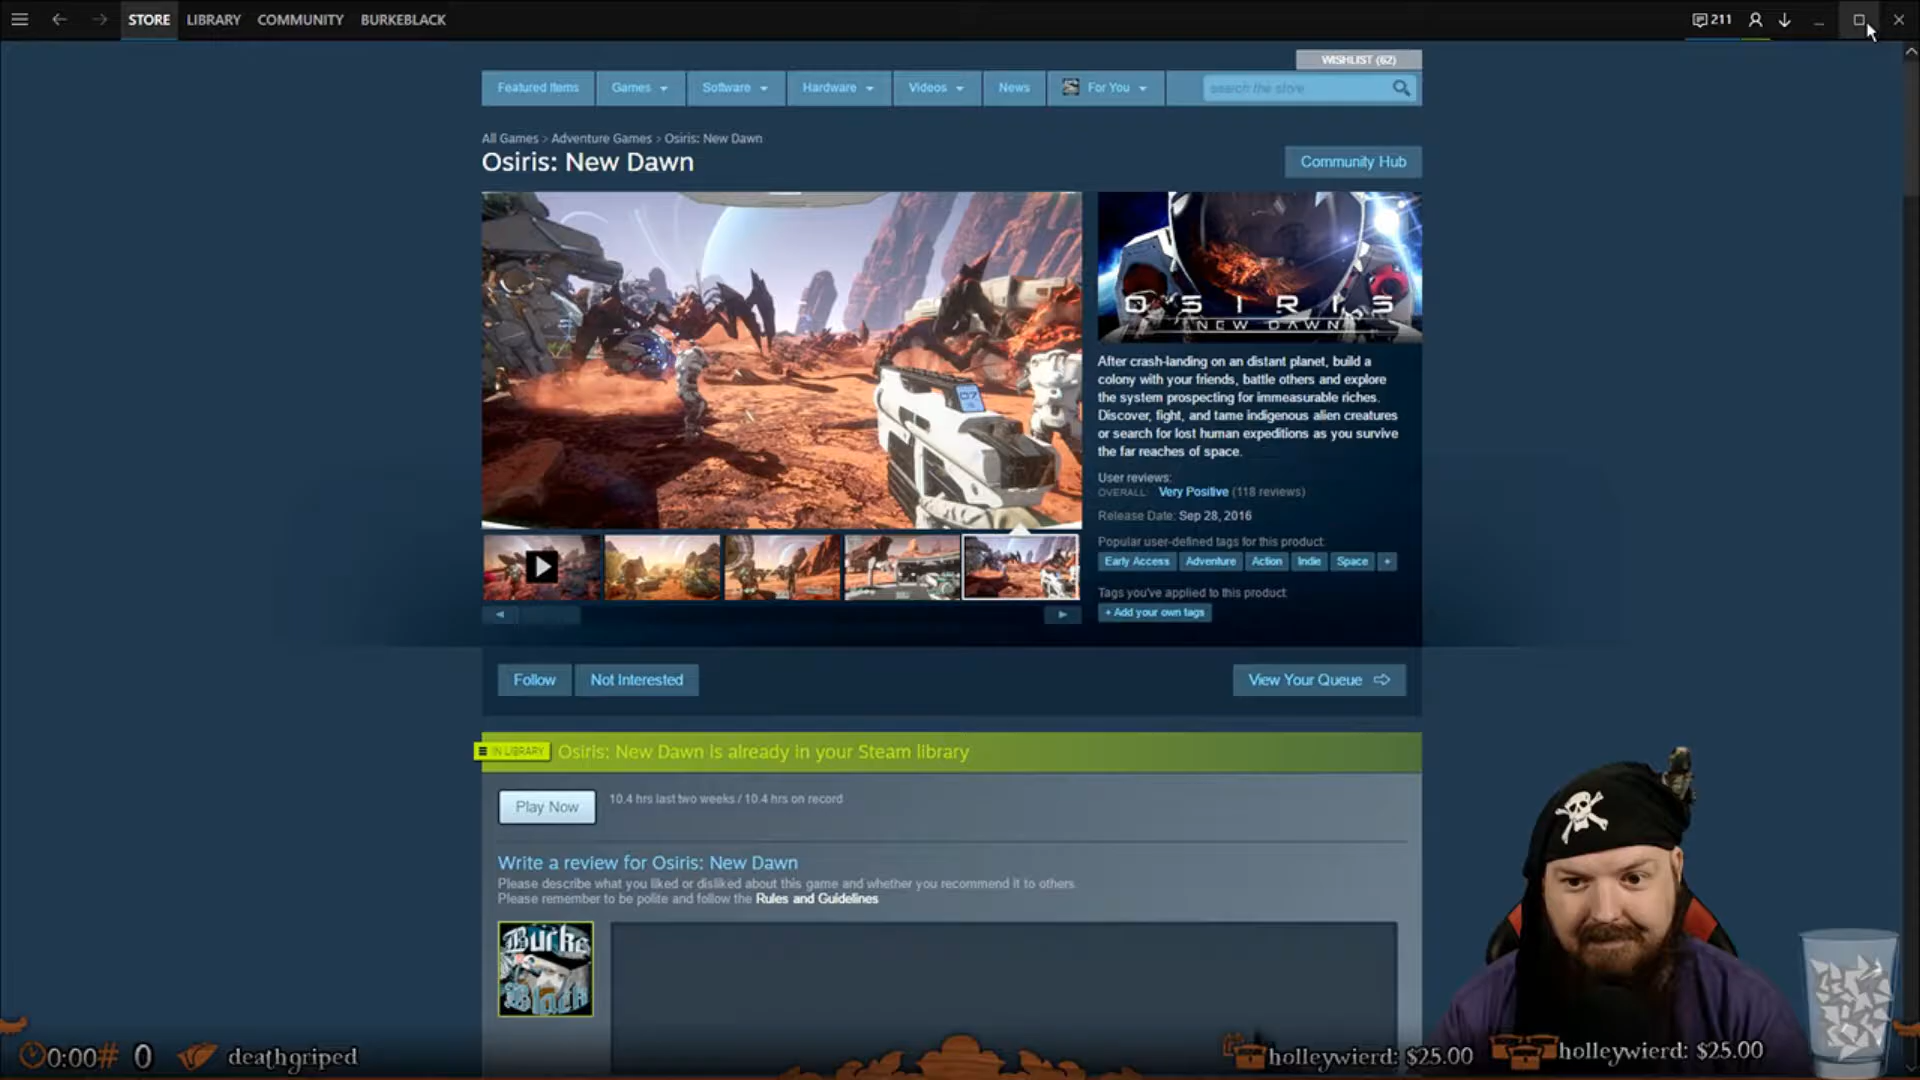 STORE LIBRARY COMMUNITY BURKEBLACK
211
WISHLIST (62)
Featured Items Games Software Hardware Videos News For You search the store
All Games > Adventure Games > Osiris: New Dawn
Osiris: New Dawn
Community Hub
OSIRIS
NEW DAWN
After crash-landing on an distant planet, build a
colony with your friends, battle others and explore
the system prospecting for immeasurable riches.
Discover, fight, and tame indigenous alien creatures
or search for lost human expeditions as you survive
the far reaches of space.
User reviews:
OVERALL: Very Positive (118 reviews)
Release Date: Sep 28, 2016
Popular user-defined tags for this product:
Early Access Adventure Action Indie Space +
Tags you've applied to this product
+ Add your own tags
Follow Not Interested
View Your Queue
IN LIBRARY Osiris: New Dawn is already in your Steam library
Play Now 10.4 hrs last two weeks / 10.4 hrs on record
Write a review for Osiris: New Dawn
Please describe what you liked or disliked about this game and whether you recommend it to others.
Please remember to be polite and follow the Rules and Guidelines
Burke
Black
0:00# 0 deathgriped
holleywierd: $25.00
holleywierd: $25.00